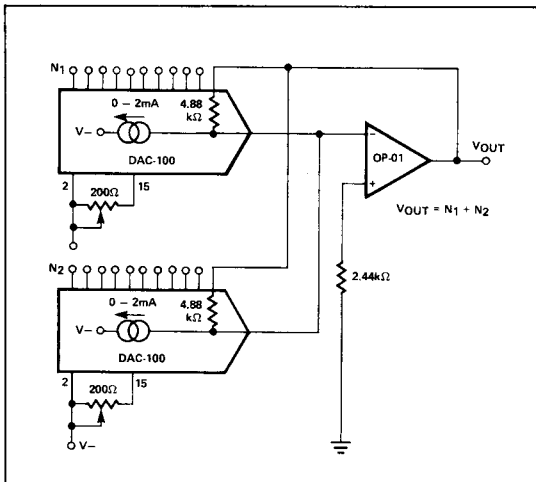 N1
0 – 2mA
4.88
kΩ
V–
DAC-100
2
200Ω
15
OP-01
–
+
VOUT
VOUT = N1 + N2
2.44kΩ
N2
0 – 2mA
4.88
kΩ
V–
DAC-100
2
200Ω
15
V–